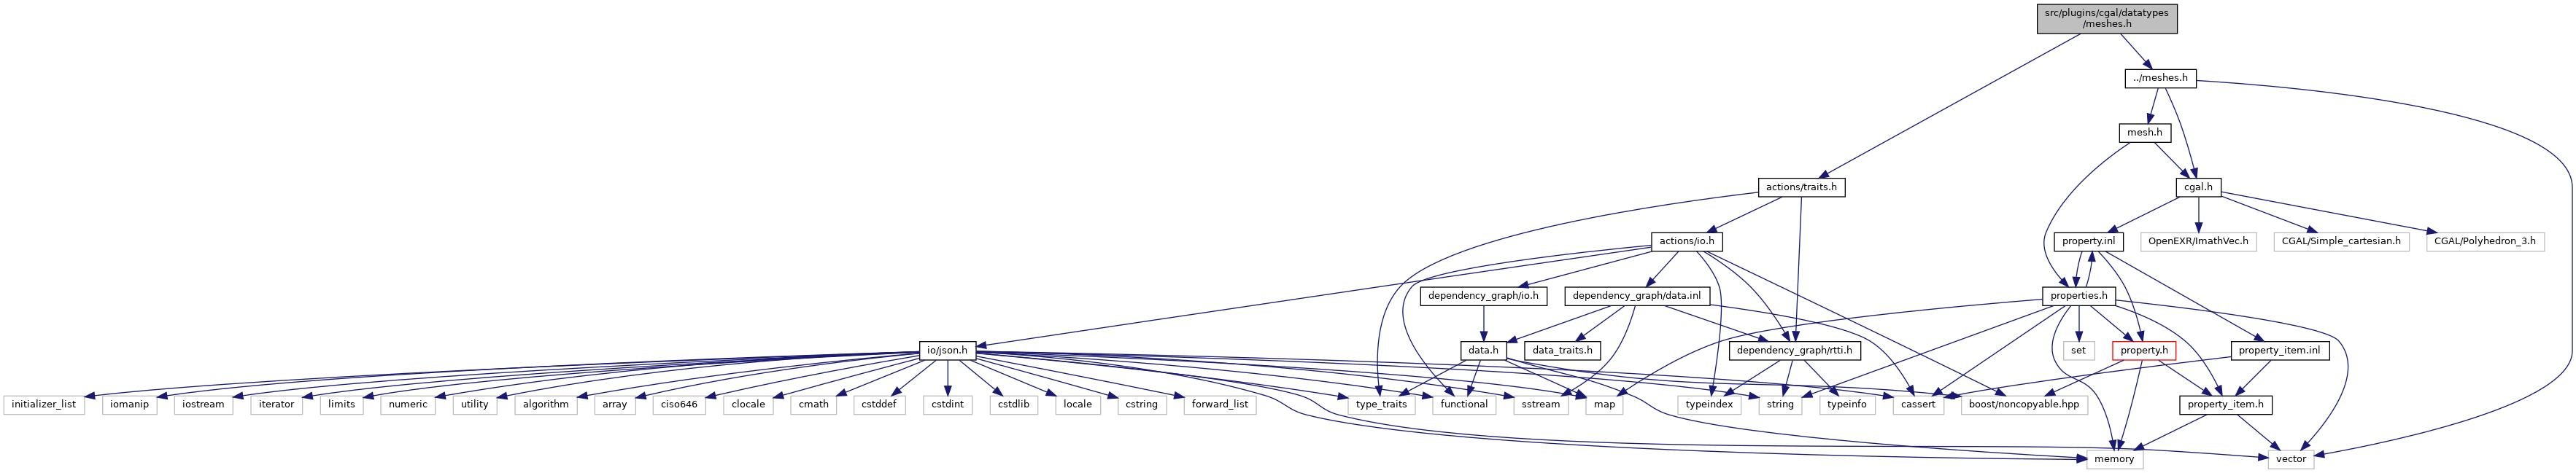 src/plugins/cgal/datatypes
/meshes.h
../meshes.h
mesh.h
actions/traits.h
cgal.h
actions/io.h
property.inl
OpenEXR/ImathVec.h
CGAL/Simple_cartesian.h
CGAL/Polyhedron_3.h
dependency_graph/io.h
dependency_graph/data.inl
properties.h
io/json.h
data.h
data_traits.h
dependency_graph/rtti.h
set
property.h
property_item.inl
initializer_list
iomanip
iostream
iterator
limits
numeric
utility
algorithm
array
ciso646
clocale
cmath
cstddef
cstdint
cstdlib
locale
cstring
forward_list
type_traits
functional
sstream
map
typeindex
string
typeinfo
cassert
boost/noncopyable.hpp
property_item.h
memory
vector